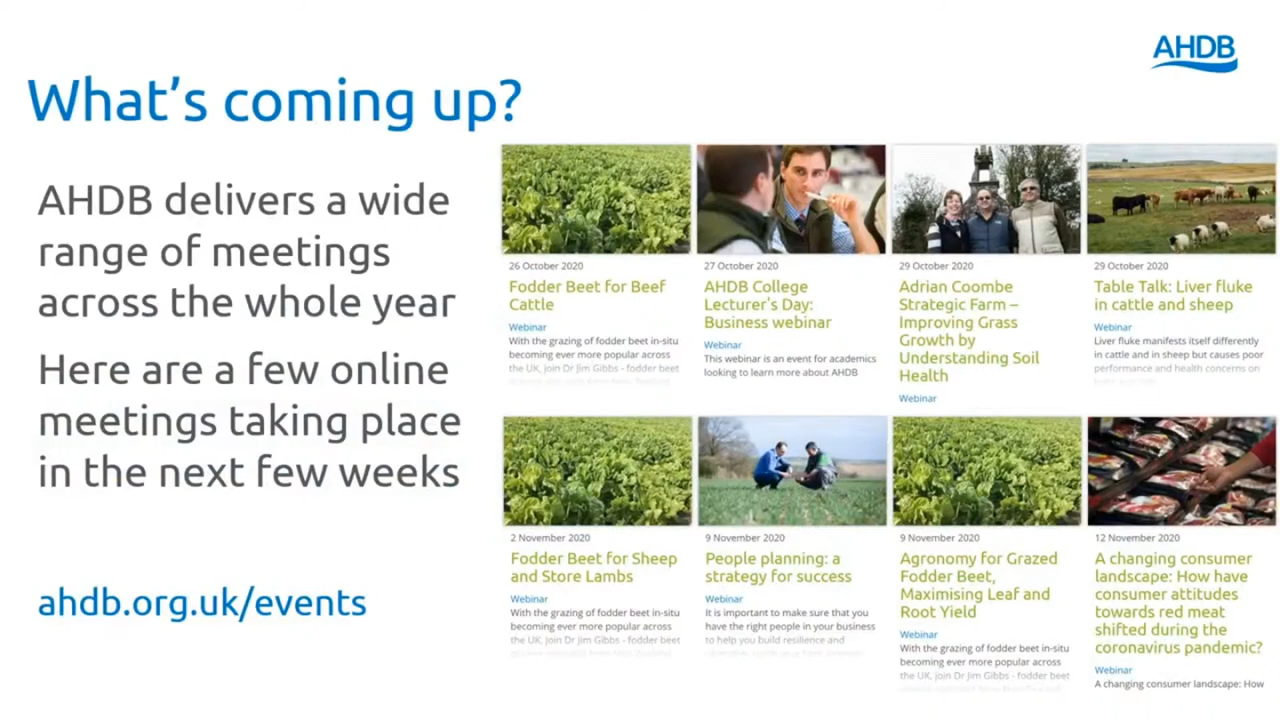 AHDB
What's coming up?
AHDB delivers a wide
range of meetings
across the whole year
Here are a few online
meetings taking place
in the next few weeks
ahdb.org.uk/events
26 October 2020
Fodder Beet for Beef
Cattle
Webinar
With the grazing of fodder beet in-situ
becoming ever more popular across
the UK, join Dr Jim Gibbs - fodder beet
27 October 2020
AHDB College
Lecturer's Day:
Business webinar
Webinar
This webinar is an event for academics
looking to learn more about AHDB
29 October 2020
Adrian Coombe
Strategic Farm –
Improving Grass
Growth by
Understanding Soil
Health
Webinar
29 October 2020
Table Talk: Liver fluke
in cattle and sheep
Webinar
Liver fluke manifests itself differently
in cattle and in sheep but causes poor
performance and health concerns on
2 November 2020
Fodder Beet for Sheep
and Store Lambs
Webinar
With the grazing of fodder beet in-situ
becoming ever more popular across
the UK, join Dr Jim Gibbs - fodder beet
9 November 2020
People planning: a
strategy for success
Webinar
It is important to make sure that you
have the right people in your business
to help you build resilience and
9 November 2020
Agronomy for Grazed
Fodder Beet,
Maximising Leaf and
Root Yield
Webinar
With the grazing of fodder beet in-situ
becoming ever more popular across
the UK, join Dr Jim Gibbs - fodder beet
12 November 2020
A changing consumer
landscape: How have
consumer attitudes
towards red meat
shifted during the
coronavirus pandemic?
Webinar
A changing consumer landscape: How